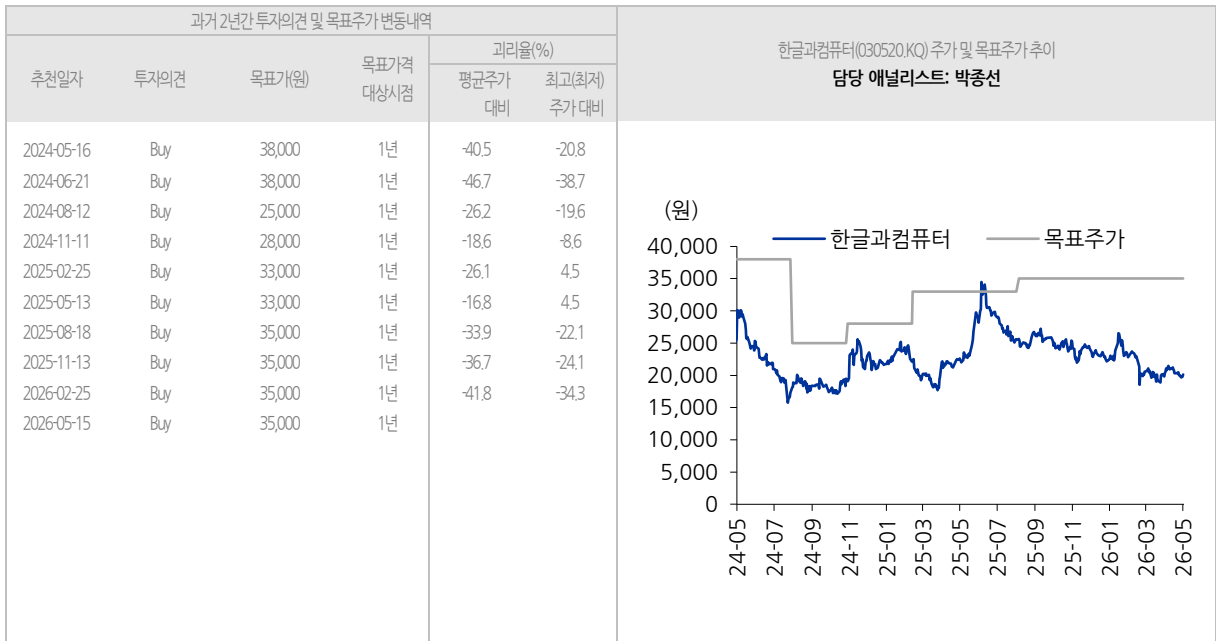 과거 2년간 투자의견 및 목표주가 변동내역
추천일자 투자의견 목표가(원) 목표가격 대상시점 괴리율(%)
평균주가 대비 최고(최저) 주가 대비
2024-05-16 Buy 38,000 1년 -40.5 -20.8
2024-06-21 Buy 38,000 1년 -46.7 -38.7
2024-08-12 Buy 25,000 1년 -26.2 -19.6
2024-11-11 Buy 28,000 1년 -18.6 -8.6
2025-02-25 Buy 33,000 1년 -26.1 4.5
2025-05-13 Buy 33,000 1년 -16.8 4.5
2025-08-18 Buy 35,000 1년 -33.9 -22.1
2025-11-13 Buy 35,000 1년 -36.7 -24.1
2026-02-25 Buy 35,000 1년 -41.8 -34.3
2026-05-15 Buy 35,000 1년
한글과컴퓨터(030520.KQ) 주가 및 목표주가 추이
담당 애널리스트: 박종선
(원)
한글과컴퓨터 목표주가
40,000
35,000
30,000
25,000
20,000
15,000
10,000
5,000
0
24-05
24-07
24-09
24-11
25-01
25-03
25-05
25-07
25-09
25-11
26-01
26-03
26-05